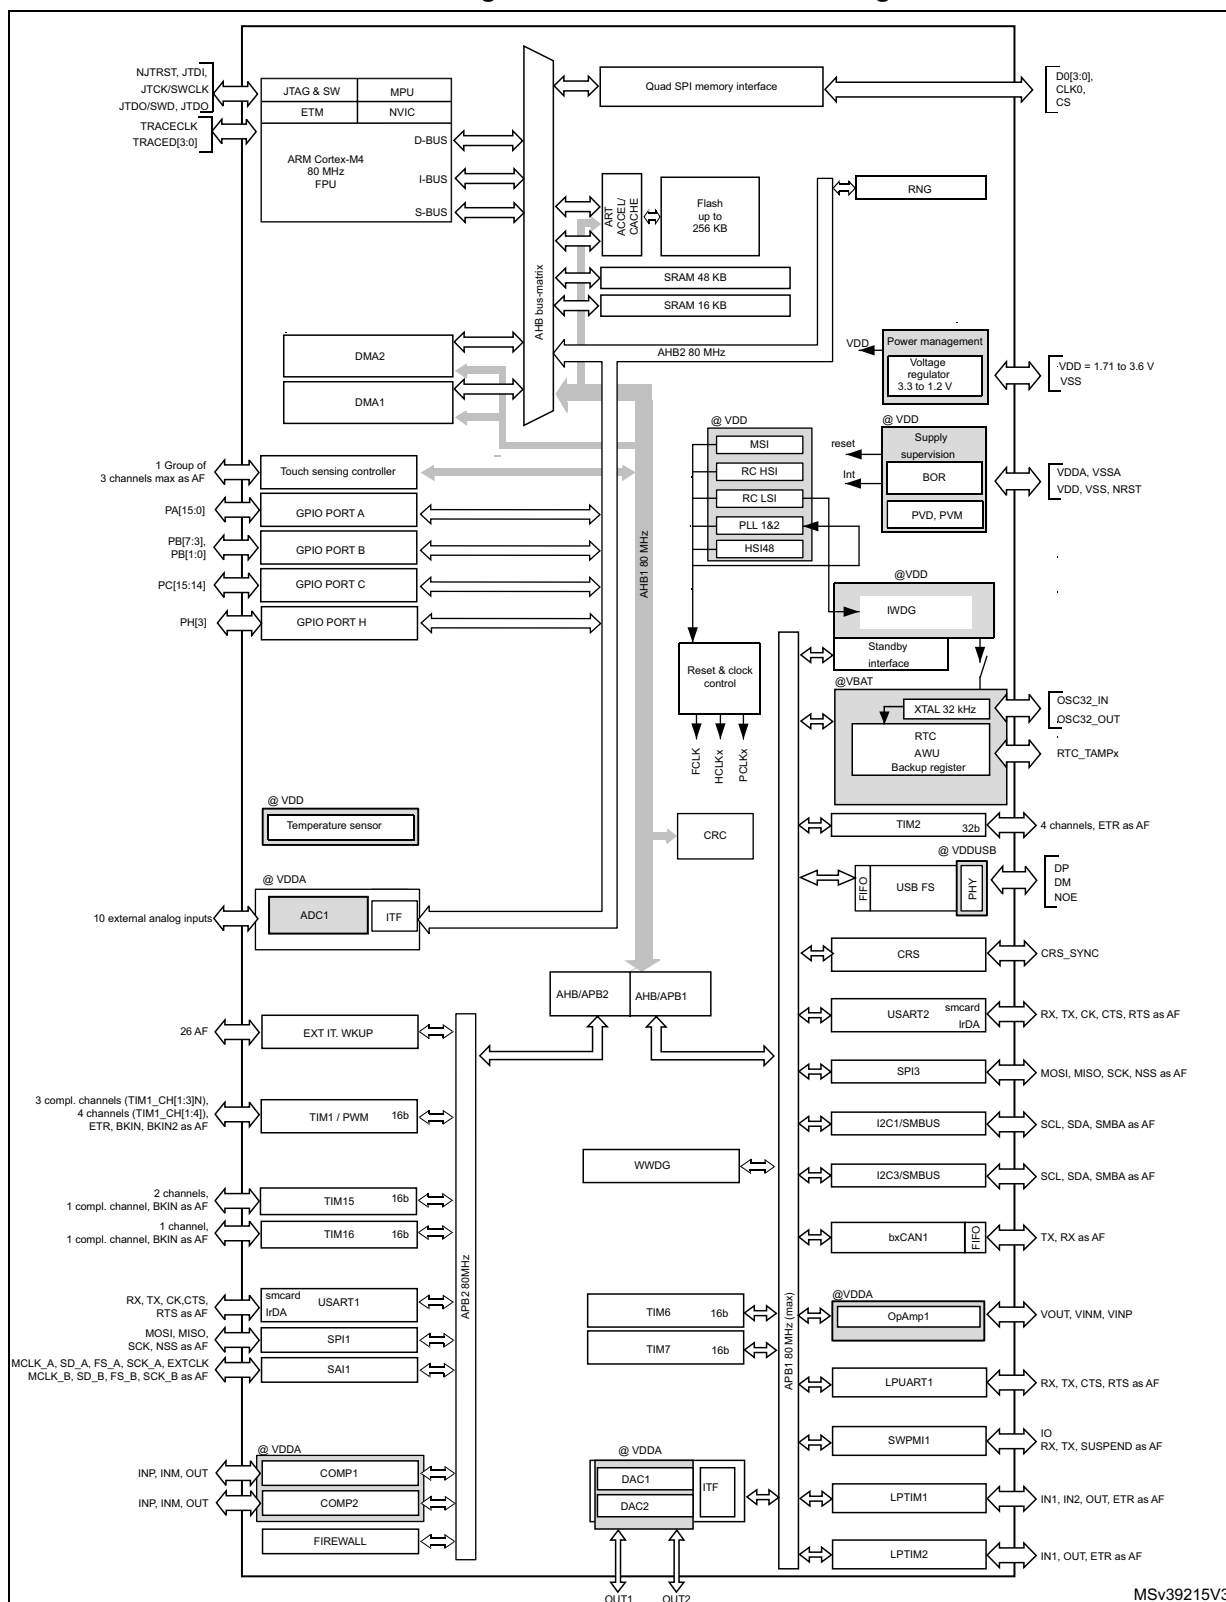 NJTRST, JTDI,
JTCK/SWCLK
JTDO/SWD, JTDO
TRACECLK
TRACED[3:0]
JTAG & SW
MPU
ETM
NVIC
ARM Cortex-M4
80 MHz
FPU
D-BUS
I-BUS
S-BUS
AHB bus-matrix
Quad SPI memory interface
D0[3:0],
CLK0,
CS
ART
ACCEL/
CACHE
Flash
up to
256 KB
RNG
SRAM 48 KB
SRAM 16 KB
AHB2 80 MHz
DMA2
DMA1
VDD
Power management
Voltage
regulator
3.3 to 1.2 V
VDD = 1.71 to 3.6 V
VSS
@ VDD
MSI
RC HSI
RC LSI
PLL 1&2
HSI48
@ VDD
reset
Int
Supply
supervision
BOR
PVD, PVM
VDDA, VSSA
VDD, VSS, NRST
1 Group of
3 channels max as AF
Touch sensing controller
PA[15:0]
GPIO PORT A
PB[7:3],
PB[1:0]
GPIO PORT B
PC[15:14]
GPIO PORT C
PH[3]
GPIO PORT H
AHB1 80 MHz
@VDD
IWDG
Standby
interface
Reset & clock
control
FCLK
HCLKx
PCLKx
@VBAT
XTAL 32 kHz
RTC
AWU
Backup register
OSC32_IN
OSC32_OUT
RTC_TAMPx
@ VDD
Temperature sensor
CRC
TIM2
32b
4 channels, ETR as AF
@ VDDUSB
FIFO
USB FS
PHY
DP
DM
NOE
@ VDDA
10 external analog inputs
ADC1
ITF
CRS
CRS_SYNC
AHB/APB2
AHB/APB1
USART2
smcard
IrDA
RX, TX, CK, CTS, RTS as AF
26 AF
EXT IT. WKUP
SPI3
MOSI, MISO, SCK, NSS as AF
3 compl. channels (TIM1_CH[1:3]N),
4 channels (TIM1_CH[1:4]),
ETR, BKIN, BKIN2 as AF
TIM1 / PWM
16b
I2C1/SMBUS
SCL, SDA, SMBA as AF
WWDG
I2C3/SMBUS
SCL, SDA, SMBA as AF
2 channels,
1 compl. channel, BKIN as AF
TIM15
16b
1 channel,
1 compl. channel, BKIN as AF
TIM16
16b
bxCAN1
FIFO
TX, RX as AF
APB2 80MHz
APB1 80 MHz (max)
RX, TX, CK,CTS,
RTS as AF
smcard
IrDA
USART1
TIM6
16b
TIM7
16b
@VDDA
OpAmp1
VOUT, VINM, VINP
MOSI, MISO,
SCK, NSS as AF
SPI1
MCLK_A, SD_A, FS_A, SCK_A, EXTCLK
MCLK_B, SD_B, FS_B, SCK_B as AF
SAI1
LPUART1
RX, TX, CTS, RTS as AF
SWPMI1
IO
RX, TX, SUSPEND as AF
@ VDDA
INP, INM, OUT
COMP1
INP, INM, OUT
COMP2
FIREWALL
@ VDDA
DAC1
DAC2
ITF
OUT1
OUT2
LPTIM1
IN1, IN2, OUT, ETR as AF
LPTIM2
IN1, OUT, ETR as AF
MSv39215V3